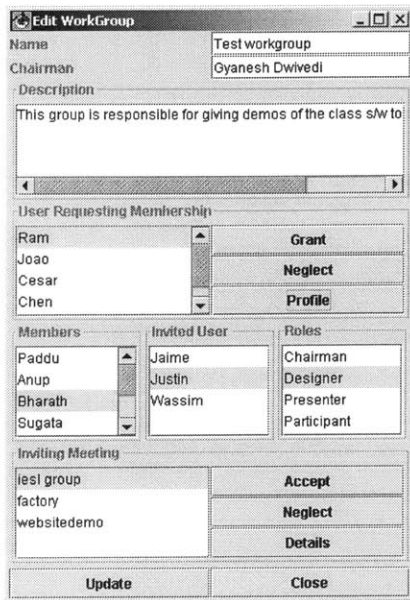 Edit WorkGroup
Name Test workgroup
Chairman Gyanesh Dwivedi
Description
This group is responsible for giving demos of the class s/w to
User Requesting Membership
Ram
Joao
Cesar
Chen
Grant
Neglect
Profile
Members
Paddu
Anup
Bharath
Sugata
Invited User
Jaime
Justin
Wassim
Roles
Chairman
Designer
Presenter
Participant
Inviting Meeting
iesl group
factory
websitedemo
Accept
Neglect
Details
Update
Close